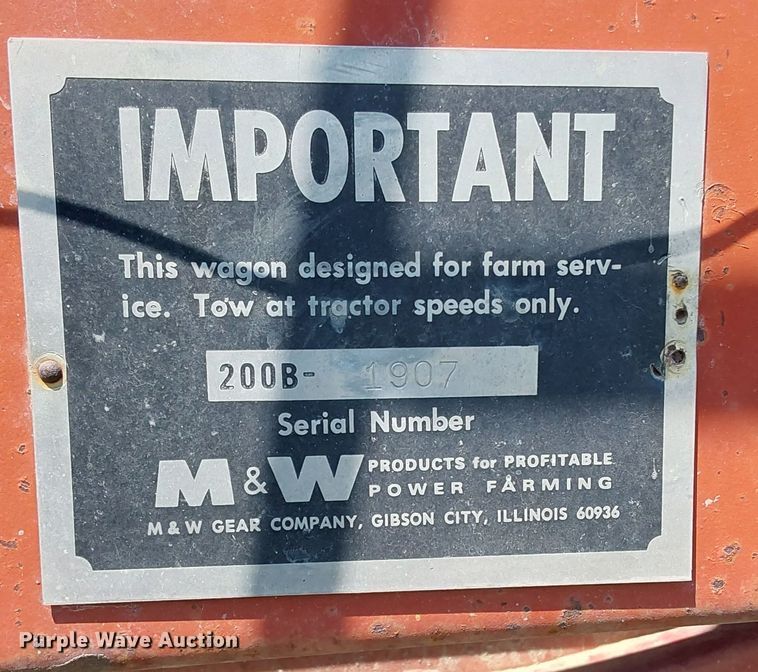 IMPORTANT
This wagon designed for farm serv-
ice. Tow at tractor speeds only.
200B- 1907
Serial Number
M & W PRODUCTS for PROFITABLE
POWER FARMING
M & W GEAR COMPANY, GIBSON CITY, ILLINOIS 60936
Purple Wave Auction